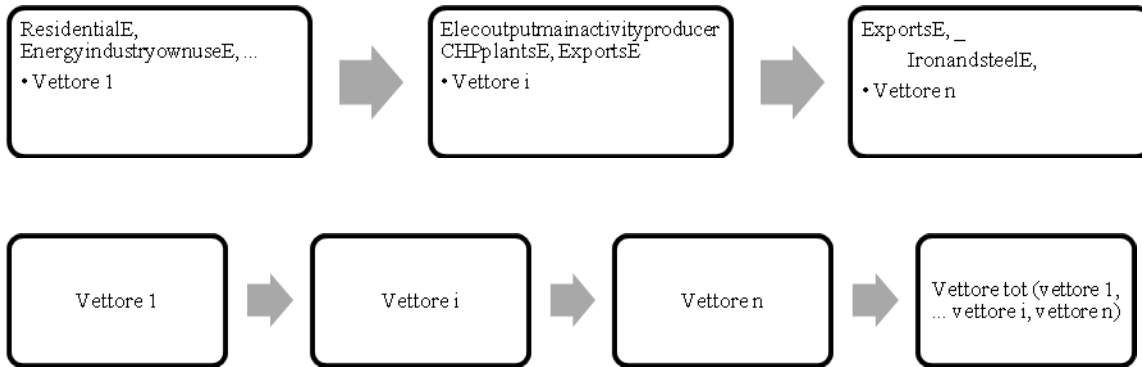 ResidentialE,
EnergyindustryownuseE, ...
• Vettore 1
Elecoutputmainactivityproducer
CHPplantsE, ExportsE
• Vettore i
ExportsE, _
IronandsteelE,
• Vettore n
Vettore 1
Vettore i
Vettore n
Vettore tot (vettore 1,
... vettore i, vettore n)